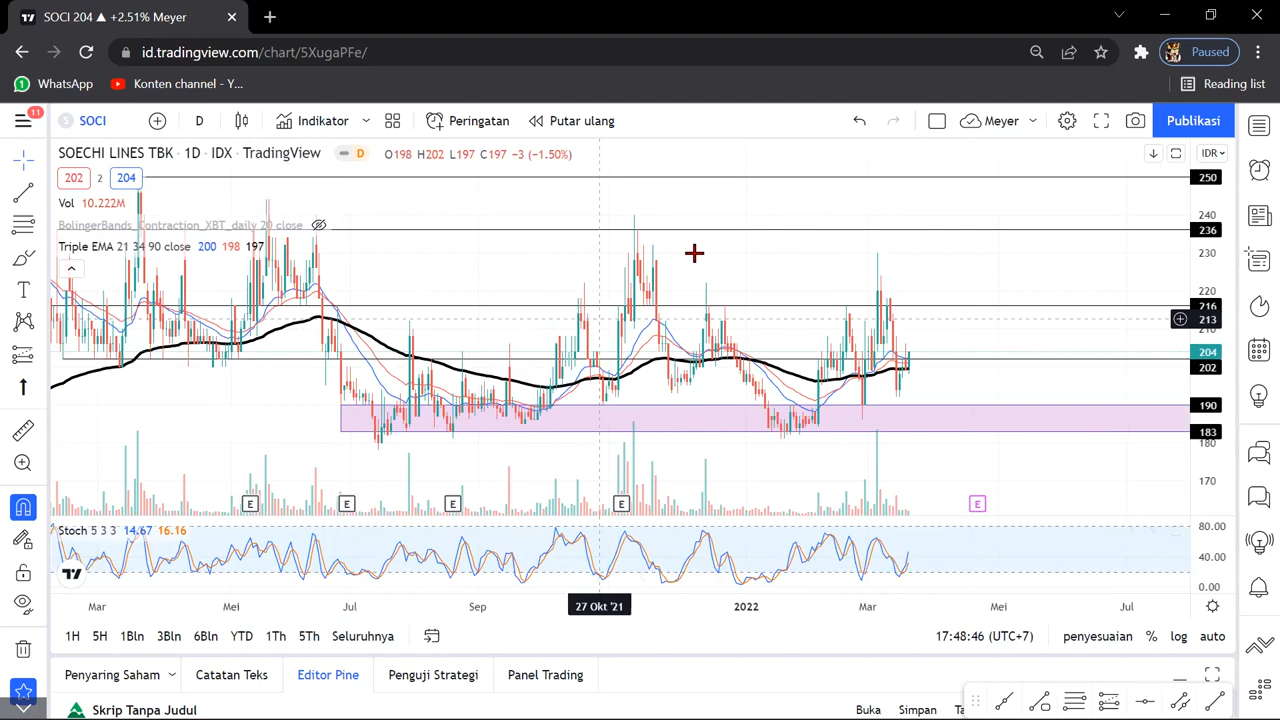 SOCI 204 ▲ +2.51% Meyer
id.tradingview.com/chart/5XugaPFe/
Paused
WhatsApp
Konten channel - Y...
Reading list
11
SOCI
D
Indikator
Peringatan
Putar ulang
Meyer
Publikasi
SOECHI LINES TBK · 1D · IDX · TradingView
D
O198 H202 L197 C197 −3 (−1.50%)
IDR
202 2 204
Vol 10.222M
BolingerBands_Contraction_XBT_daily 20 close
Triple EMA 21 34 90 close 200 198 197
250
240
236
230
220
216
213
210
204
202
190
183
180
170
E
E
E
E
E
Stoch 5 3 3 14.67 16.16
80.00
40.00
0.00
Mar
Mei
Jul
Sep
27 Okt '21
2022
Mar
Mei
Jul
1H 5H 1Bln 3Bln 6Bln YTD 1Th 5Th Seluruhnya
17:48:46 (UTC+7)
penyesuaian % log auto
Penyaring Saham
Catatan Teks
Editor Pine
Penguji Strategi
Panel Trading
Skrip Tanpa Judul
Buka
Simpan